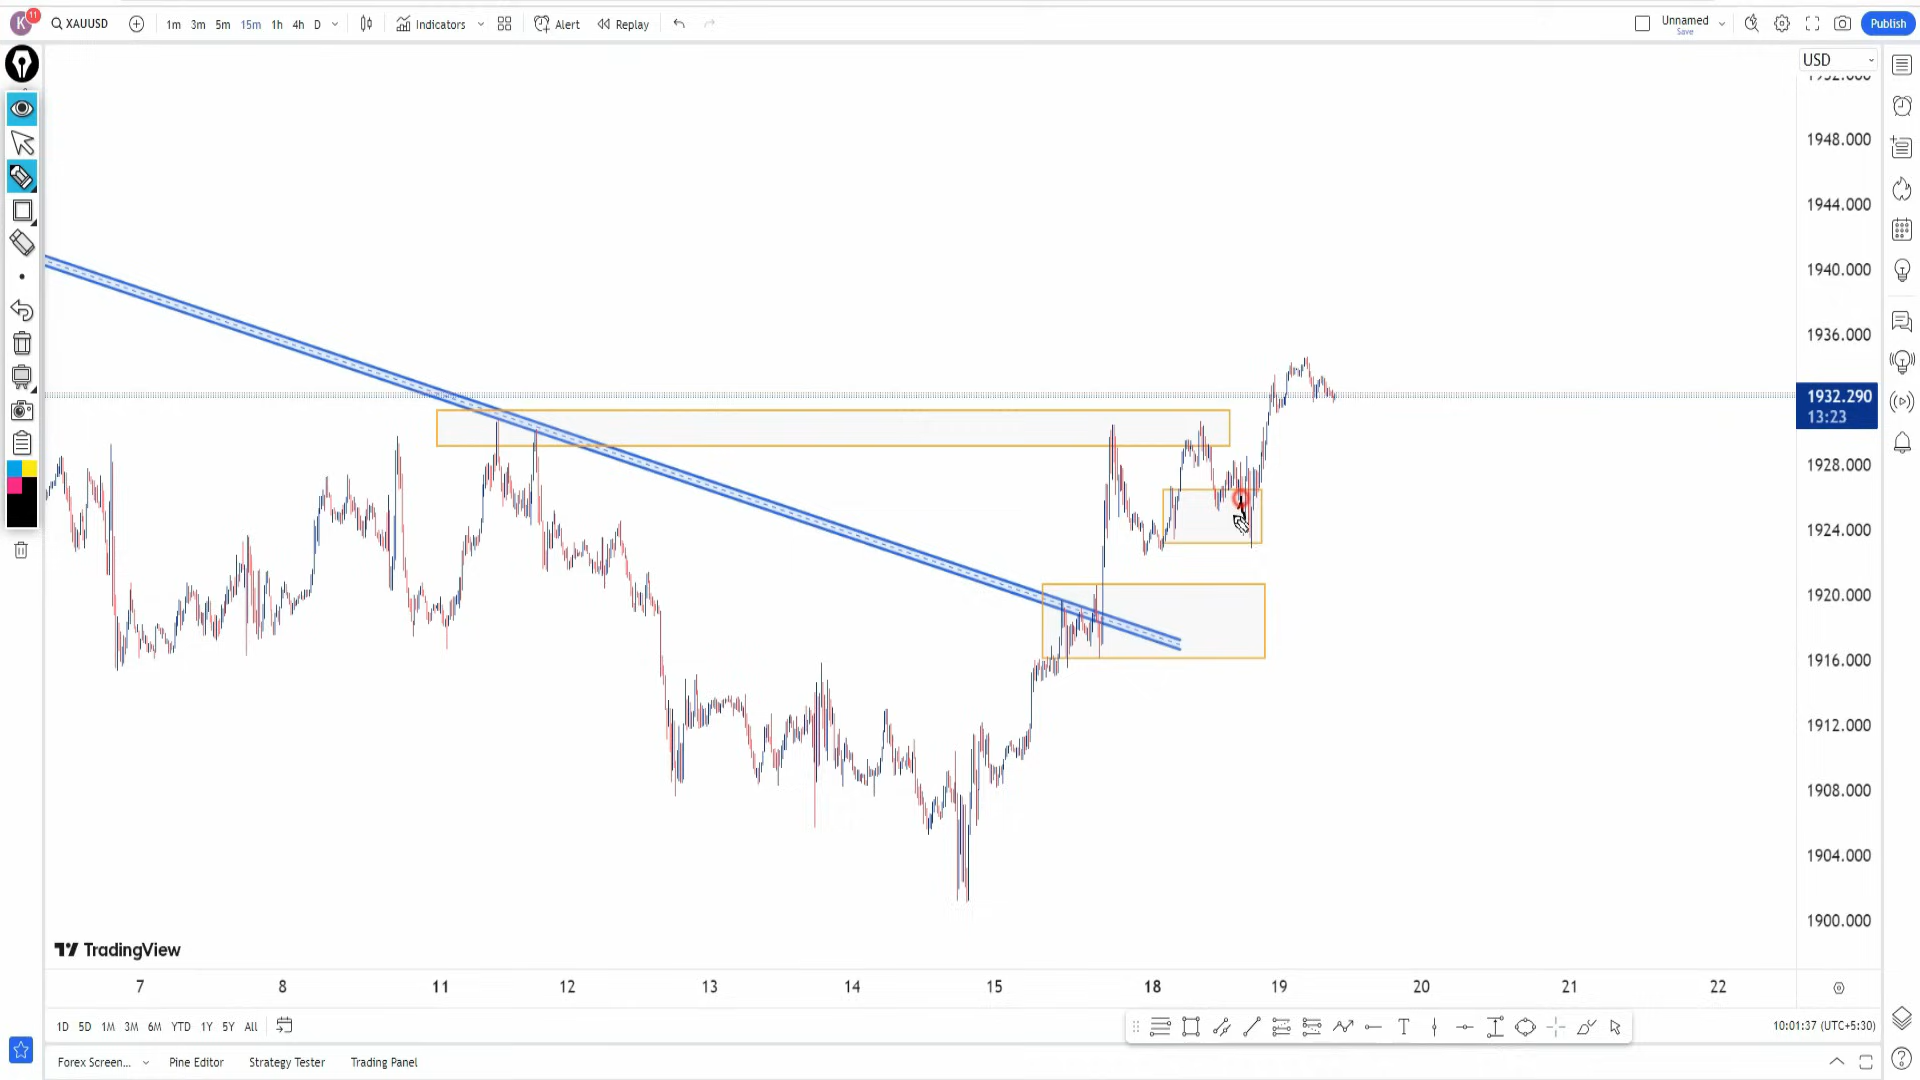 K 11 XAUUSD 1m 3m 5m 15m 1h 4h D Indicators Alert Replay Unnamed Save Publish
USD
1948.000
1944.000
1940.000
1936.000
1932.290
13:23
1928.000
1924.000
1920.000
1916.000
1912.000
1908.000
1904.000
1900.000
TradingView
7 8 11 12 13 14 15 18 19 20 21 22
1D 5D 1M 3M 6M YTD 1Y 5Y All T 10:01:37 (UTC+5:30)
Forex Screen... Pine Editor Strategy Tester Trading Panel